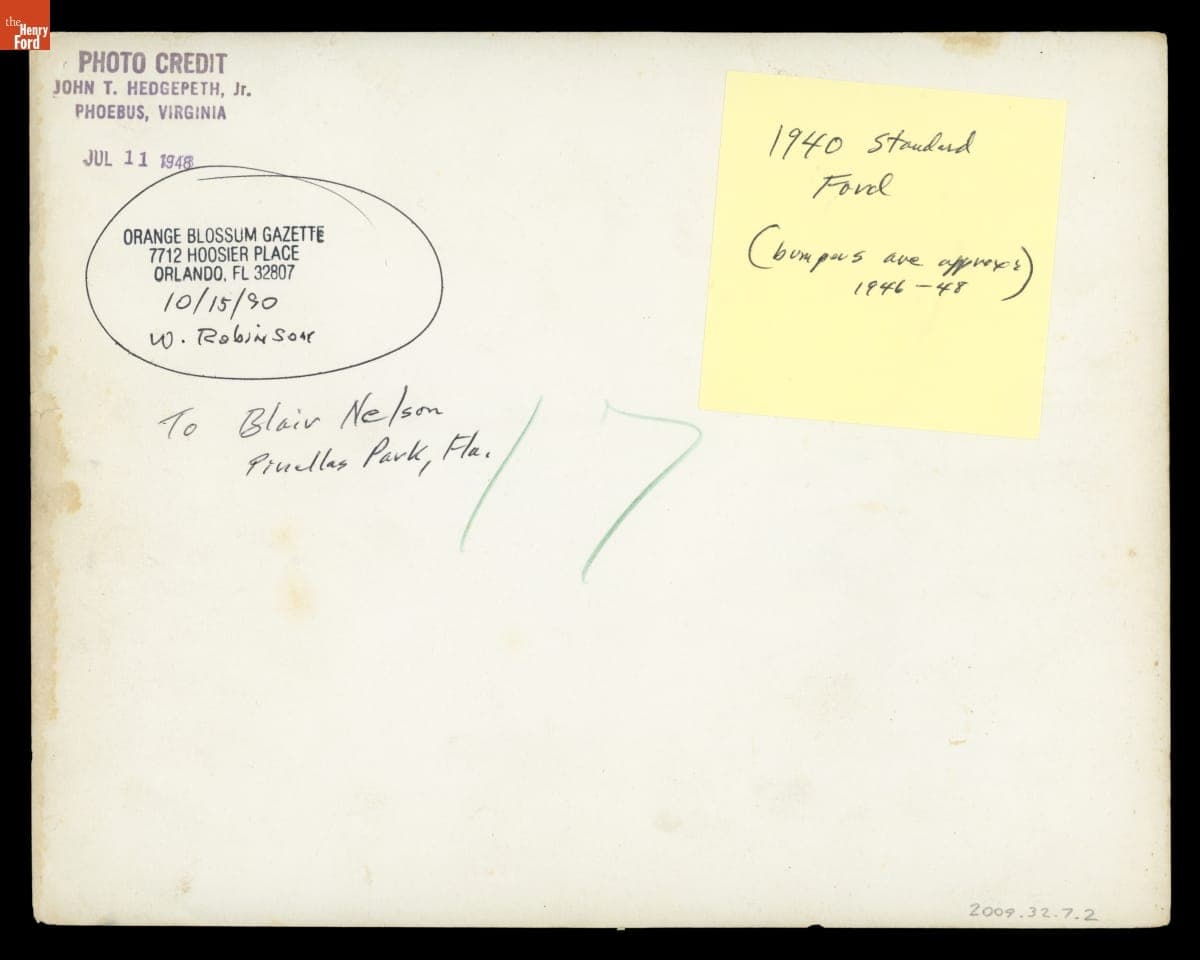 the
Henry
Ford
PHOTO CREDIT
JOHN T. HEDGEPETH, Jr.
PHOEBUS, VIRGINIA
JUL 11 1948
ORANGE BLOSSUM GAZETTE
7712 HOOSIER PLACE
ORLANDO, FL 32807
10/15/90
W. Robinson
To Blair Nelson
Pinellas Park, Fla.
17
1940 Standard
Ford
(bumpers are approx:
1946-48)
2009.32.7.2